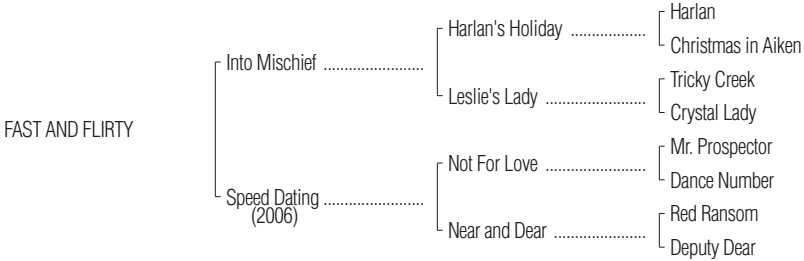 Harlan
Harlan's Holiday ..................
Christmas in Aiken
Into Mischief ........................
Tricky Creek
Leslie's Lady ........................
Crystal Lady
FAST AND FLIRTY
Mr. Prospector
Not For Love ........................
Dance Number
Speed Dating ........................
(2006)
Red Ransom
Near and Dear ......................
Deputy Dear